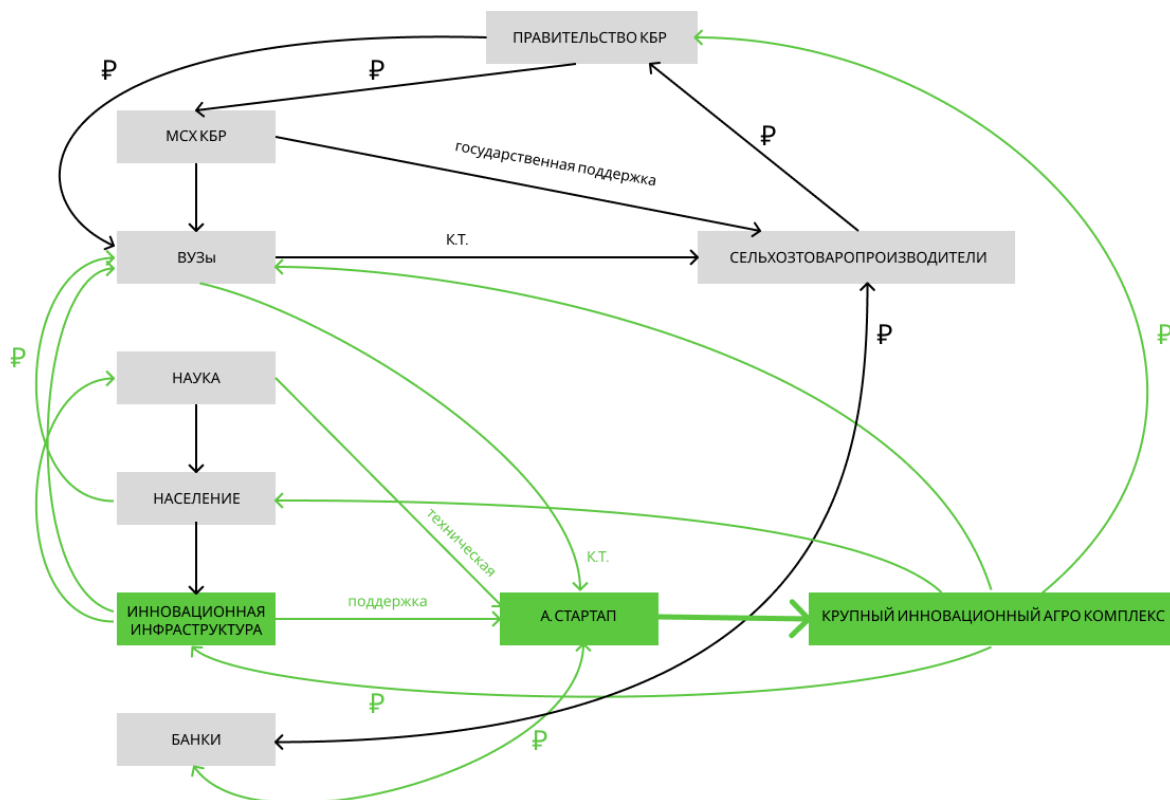 ПРАВИТЕЛЬСТВО КБР
₽
₽
МСХ КБР
₽
государственная поддержка
ВУЗы
К.Т.
СЕЛЬХОЗТОВАРОПРОИЗВОДИТЕЛИ
₽
₽
₽
НАУКА
НАСЕЛЕНИЕ
техническая
К.Т.
ИННОВАЦИОННАЯ
ИНФРАСТРУКТУРА
поддержка
А. СТАРТАП
КРУПНЫЙ ИННОВАЦИОННЫЙ АГРО КОМПЛЕКС
₽
БАНКИ
₽